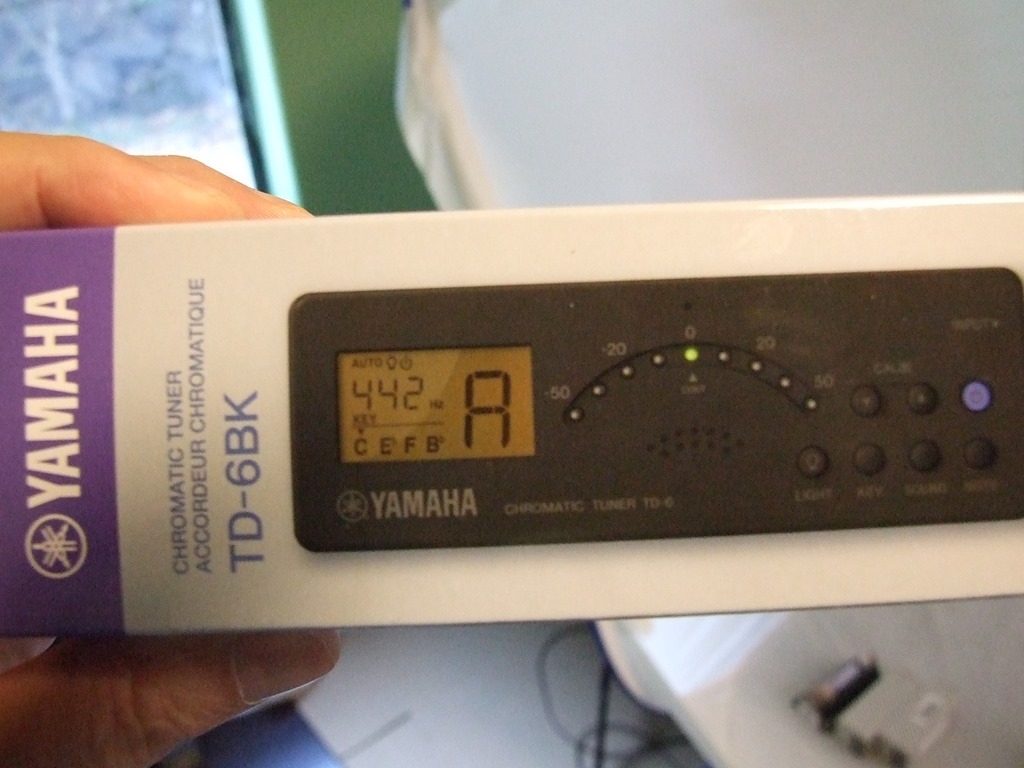 YAMAHA
CHROMATIC TUNER
ACCORDEUR CHROMATIQUE
TD-6BK
AUTO
442 Hz
KEY
C E♭ F B♭
A
-50
-20
0
20
50
CALIB
INPUT
LIGHT
KEY
SOUND
YAMAHA
CHROMATIC TUNER TD-6